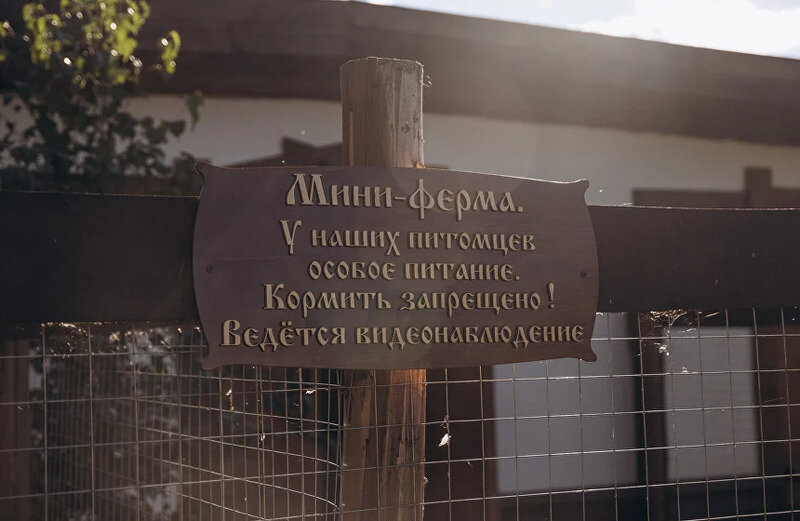 Мини-ферма.
У наших питомцев
особое питание.
Кормить запрещено !
Ведётся видеонаблюдение